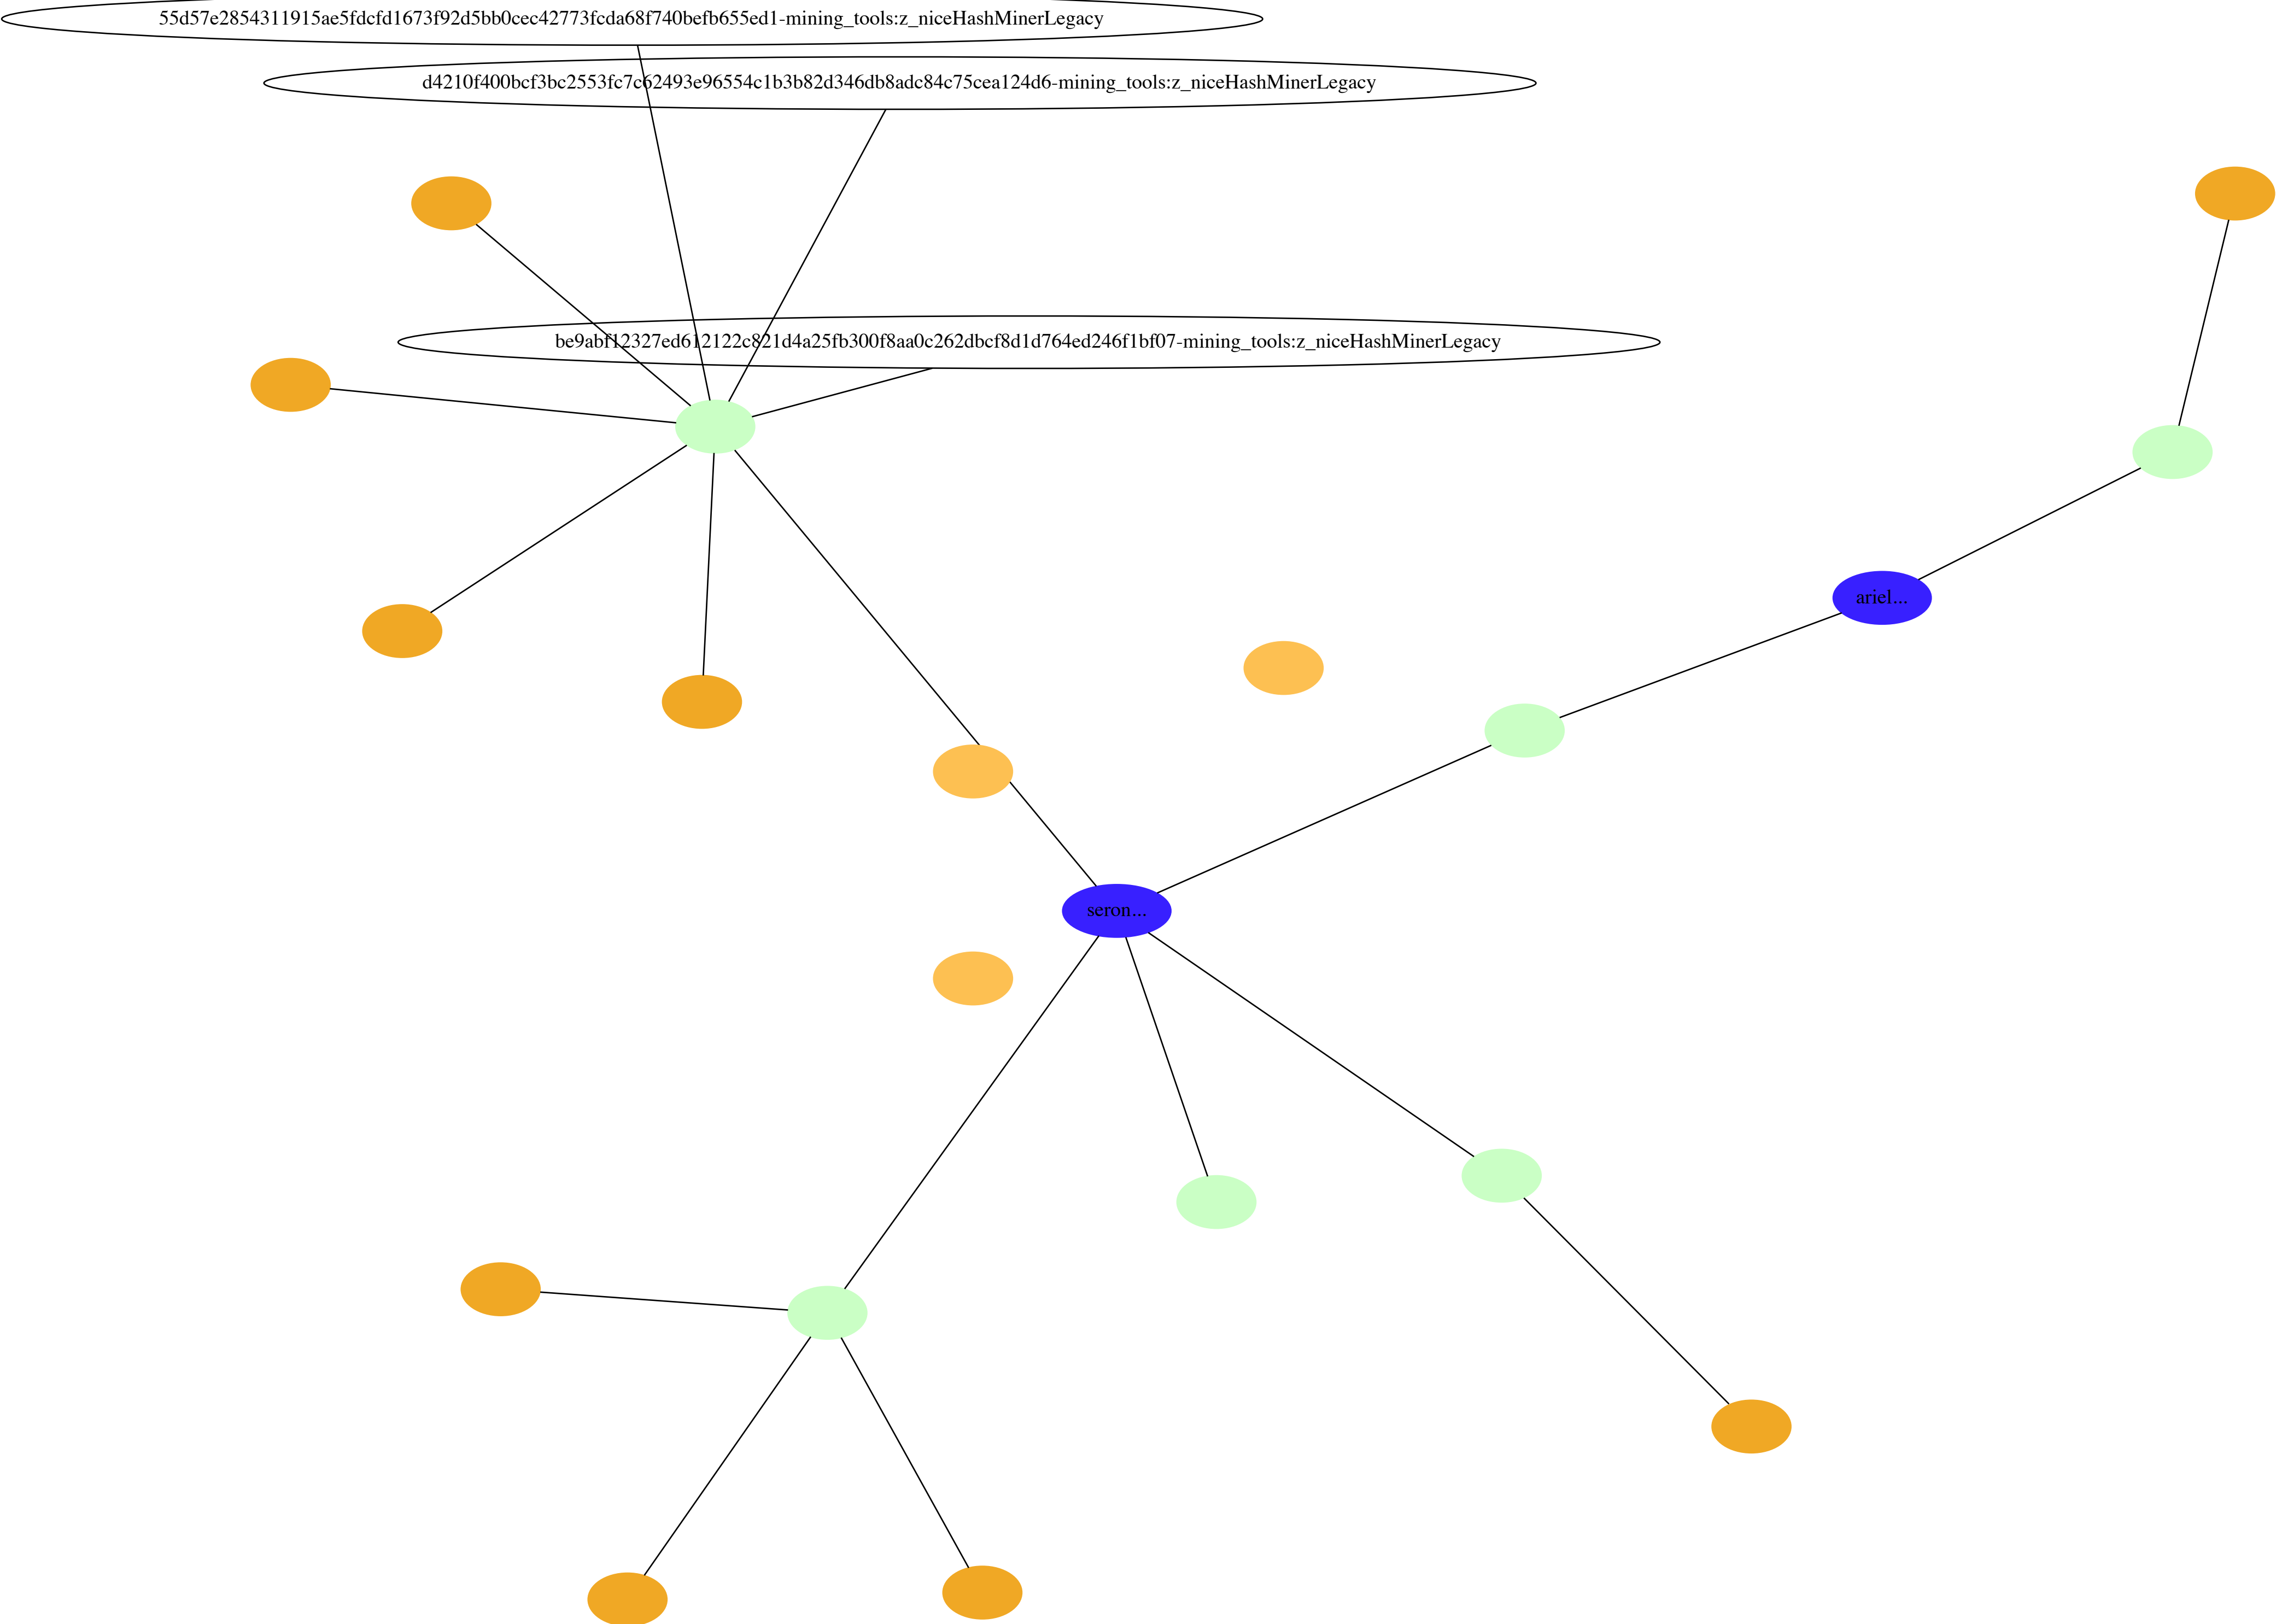 55d57e2854311915ae5fdcfd1673f92d5bb0cec42773fcda68f740befb655ed1-mining_tools:z_niceHashMinerLegacy
d4210f400bcf3bc2553fc7c62493e96554c1b3b82d346db8adc84c75cea124d6-mining_tools:z_niceHashMinerLegacy
be9abf12327ed612122c821d4a25fb300f8aa0c262dbcf8d1d764ed246f1bf07-mining_tools:z_niceHashMinerLegacy
ariel...
seron...